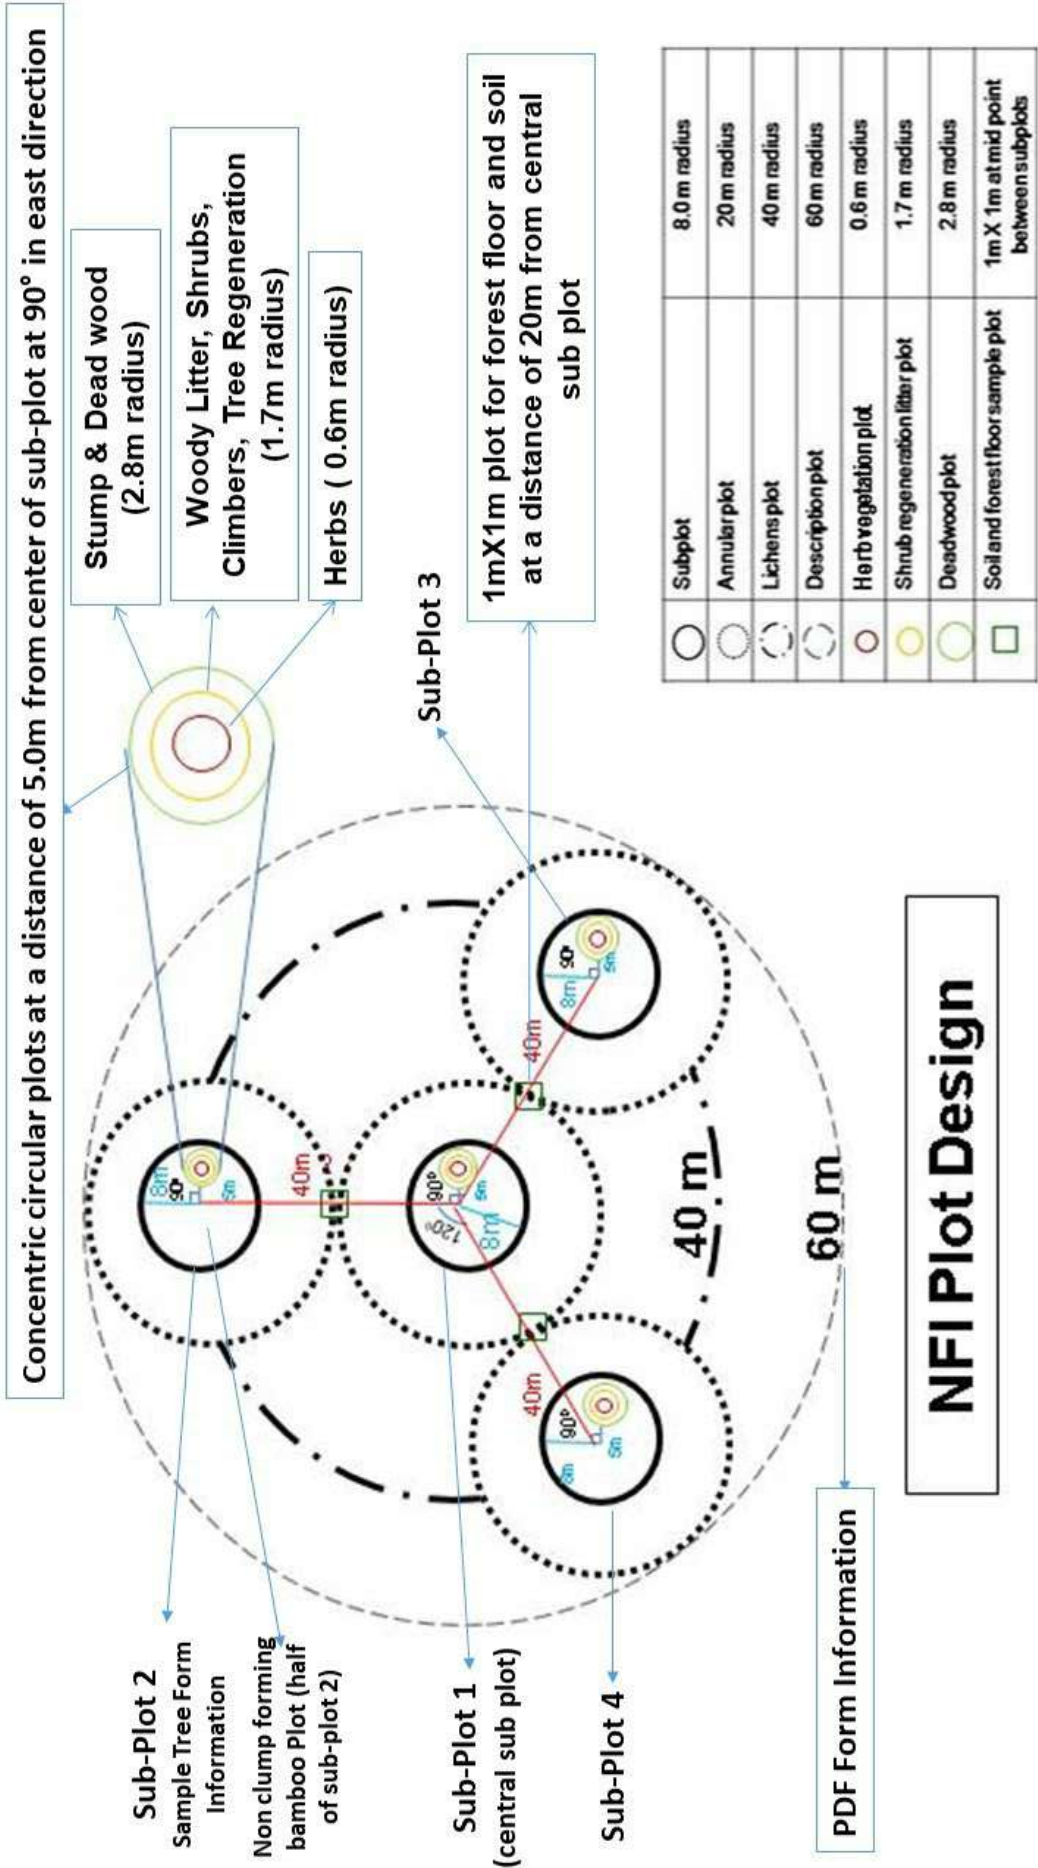 Concentric circular plots at a distance of 5.0m from center of sub-plot at 90° in east direction
Stump & Dead wood
(2.8m radius)
Woody Litter, Shrubs,
Climbers, Tree Regeneration
(1.7m radius)
Herbs ( 0.6m radius)
Sub-Plot 2
Sample Tree Form
Information
Non clump forming
bamboo Plot (half
of sub-plot 2)
8m
90°
5m
40m
Sub-Plot 3
1mX1m plot for forest floor and soil
at a distance of 20m from central
sub plot
Sub-Plot 1
(central sub plot)
90°
120°
5m
8m
40m
90°
8m
5m
Sub-Plot 4
40m
90°
8m
5m
40 m
60 m
PDF Form Information
NFI Plot Design
Subplot 8.0m radius
Annular plot 20m radius
Lichens plot 40m radius
Description plot 60m radius
Herb vegetation plot 0.6m radius
Shrub regeneration litter plot 1.7m radius
Deadwood plot 2.8m radius
Soil and forest floor sample plot 1m X 1m at mid point
between subplots